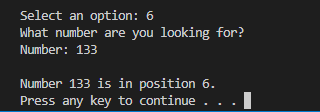 Select an option: 6
What number are you looking for?
Number: 133
Number 133 is in position 6.
Press any key to continue . . .